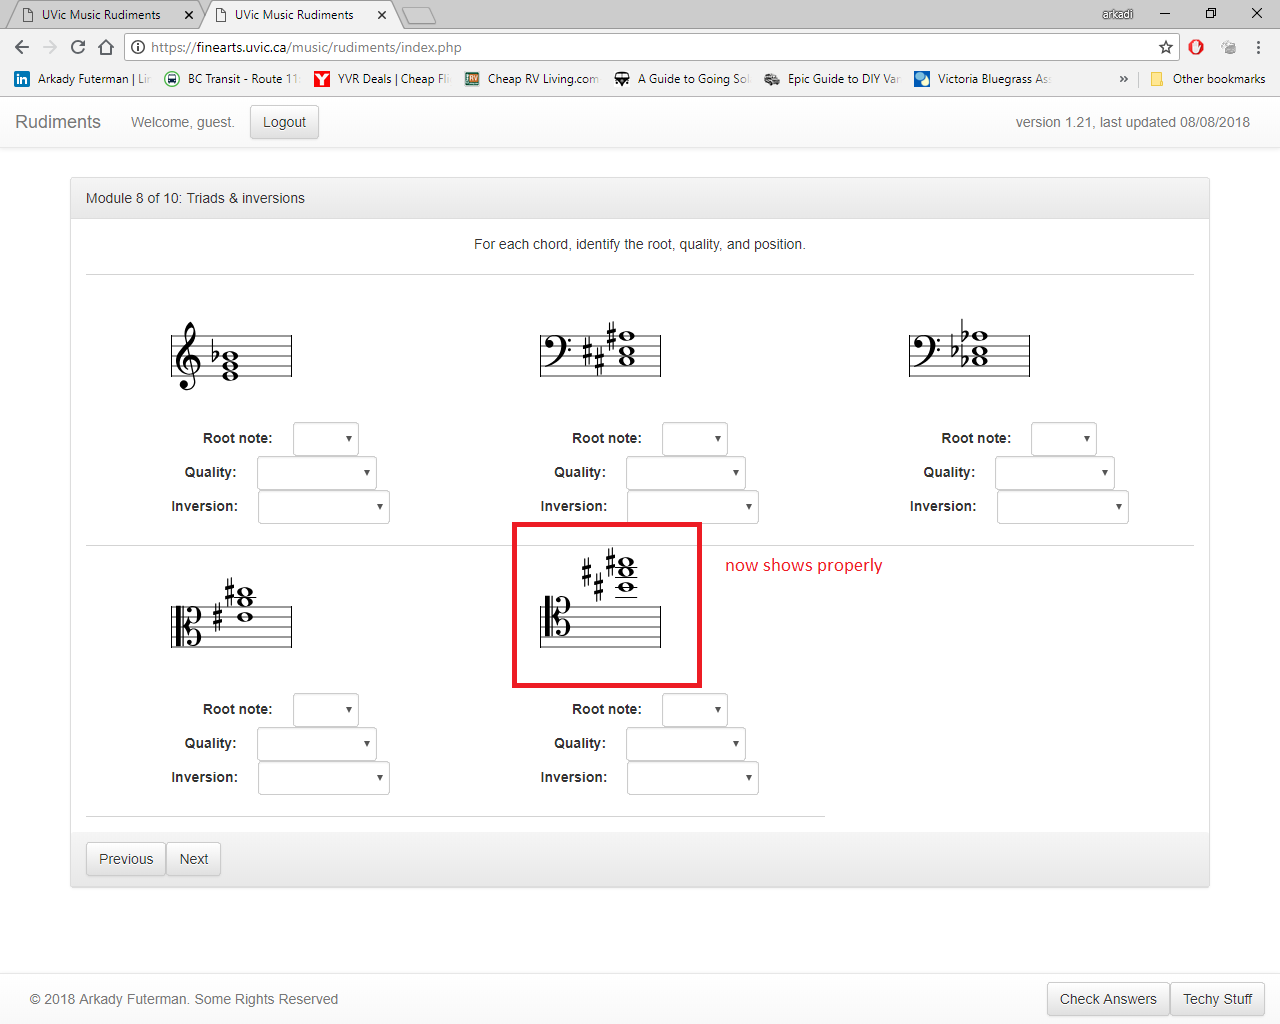 UVic Music Rudiments
UVic Music Rudiments
arkadi
https://finearts.uvic.ca/music/rudiments/index.php
Arkady Futerman | Lin
BC Transit - Route 11
YVR Deals | Cheap Fli
Cheap RV Living.com
A Guide to Going Sol
Epic Guide to DIY Van
Victoria Bluegrass Ass
» Other bookmarks
Rudiments
Welcome, guest.
Logout
version 1.21, last updated 08/08/2018
Module 8 of 10: Triads & inversions
For each chord, identify the root, quality, and position.
Root note:
Root note:
Root note:
Quality:
Quality:
Quality:
Inversion:
Inversion:
Inversion:
now shows properly
Root note:
Root note:
Quality:
Quality:
Inversion:
Inversion:
Previous
Next
© 2018 Arkady Futerman. Some Rights Reserved
Check Answers
Techy Stuff